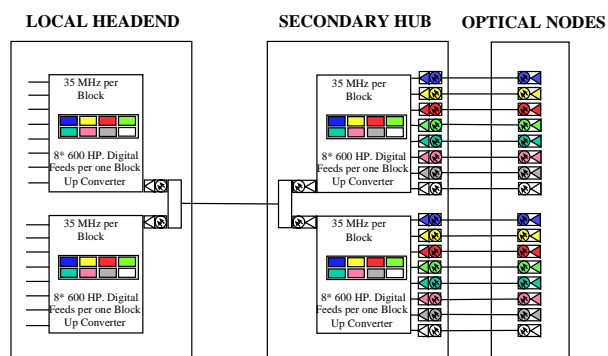 LOCAL HEADEND
SECONDARY HUB
OPTICAL NODES
35 MHz per
Block
8* 600 HP. Digital
Feeds per one Block
Up Converter
35 MHz per
Block
8* 600 HP. Digital
Feeds per one Block
Up Converter
35 MHz per
Block
8* 600 HP. Digital
Feeds per one Block
Up Converter
35 MHz per
Block
8* 600 HP. Digital
Feeds per one Block
Up Converter